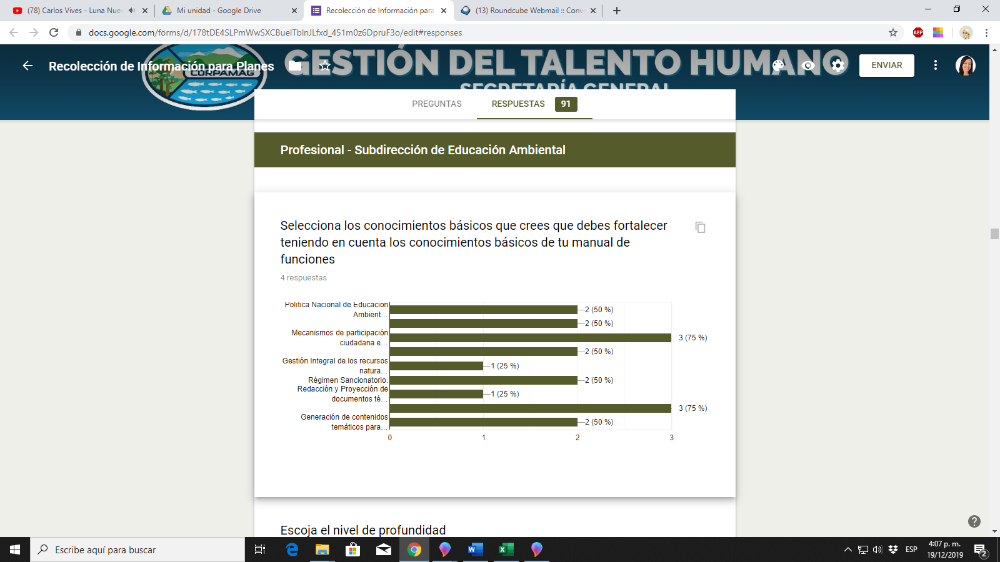 (78) Carlos Vives - Luna Nue
Mi unidad - Google Drive
Recolección de Información para
(13) Roundcube Webmail :: Conv
docs.google.com/forms/d/178tDE4SLPmWwSXCBuelTblnJLfxd_451m0z6DpruF3o/edit#responses
ABP
Recolección de Información para Planes
CORPAMAG
GESTIÓN DEL TALENTO HUMANO
SECRETARÍA GENERAL
ENVIAR
PREGUNTAS
RESPUESTAS
91
Profesional - Subdirección de Educación Ambiental
Selecciona los conocimientos básicos que crees que debes fortalecer
teniendo en cuenta los conocimientos básicos de tu manual de
funciones
4 respuestas
Política Nacional de Educación
Ambient…
2 (50 %)
2 (50 %)
Mecanismos de participación
ciudadana e…
3 (75 %)
2 (50 %)
Gestión Integral de los recursos
natura…
1 (25 %)
Régimen Sancionatorio.
2 (50 %)
Redacción y Proyección de
documentos té…
1 (25 %)
3 (75 %)
Generación de contenidos
temáticos para…
2 (50 %)
0 1 2 3
Escoja el nivel de profundidad
Escribe aquí para buscar
ESP
4:07 p. m.
19/12/2019
2